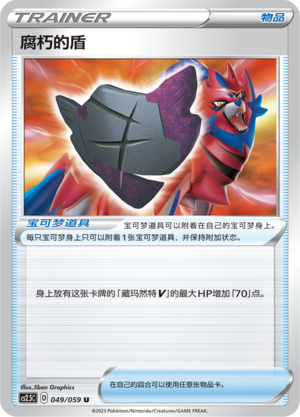 TRAINER 物品
腐朽的盾
宝可梦道具
宝可梦道具可以附着在自己的宝可梦身上。
每只宝可梦身上只可以附着1张宝可梦道具,并保持附加状态。
身上放有这张卡牌的「藏玛然特V」的最大HP增加「70」点。
Illus.5ban Graphics
CS2.5C D 049/059 U
在自己的回合可以使用任意张物品卡。
©2023 Pokémon/Nintendo/Creatures/GAME FREAK.